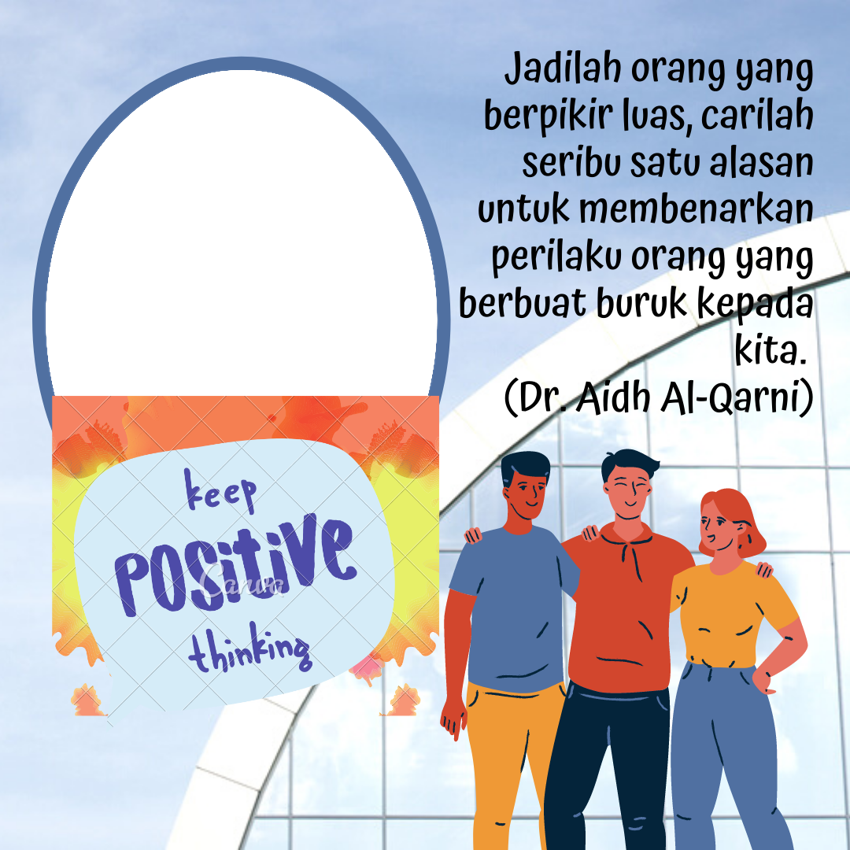 Jadilah orang yang
berpikir luas, carilah
seribu satu alasan
untuk membenarkan
perilaku orang yang
berbuat buruk kepada
kita.
(Dr. Aidh Al-Qarni)
keep
POSitiVe
thinking
Canva